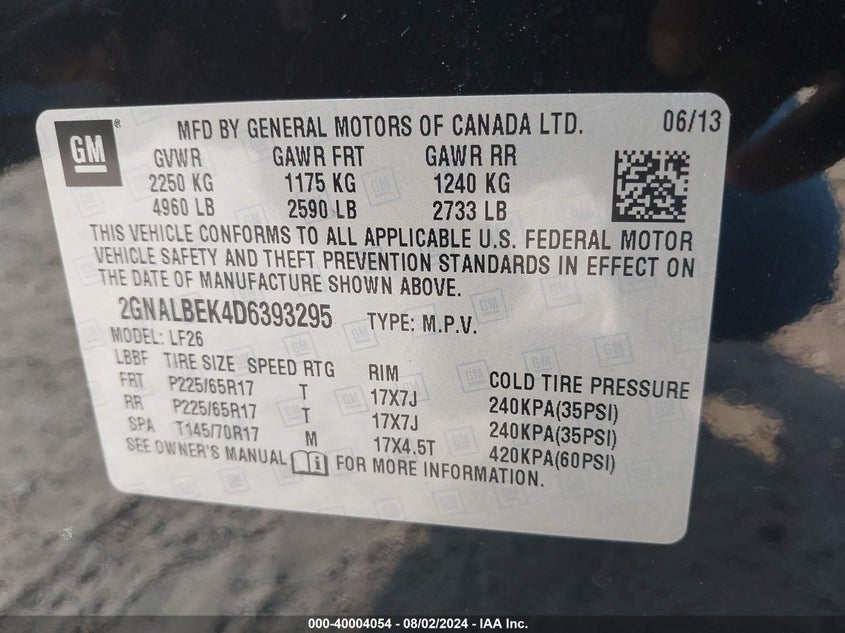 GM ® MFD BY GENERAL MOTORS OF CANADA LTD. 06/13
GVWR GAWR FRT GAWR RR
2250 KG 1175 KG 1240 KG
4960 LB 2590 LB 2733 LB
THIS VEHICLE CONFORMS TO ALL APPLICABLE U.S. FEDERAL MOTOR
VEHICLE SAFETY AND THEFT PREVENTION STANDARDS IN EFFECT ON
THE DATE OF MANUFACTURE SHOWN ABOVE.
2GNALBEK4D6393295 TYPE: M.P.V.
MODEL: LF26
LBBF TIRE SIZE SPEED RTG RIM COLD TIRE PRESSURE
FRT P225/65R17 T 17X7J 240KPA(35PSI)
RR P225/65R17 T 17X7J 240KPA(35PSI)
SPA T145/70R17 M 17X4.5T 420KPA(60PSI)
SEE OWNER'S MANUAL FOR MORE INFORMATION.
000-40004054 - 08/02/2024 - IAA Inc.